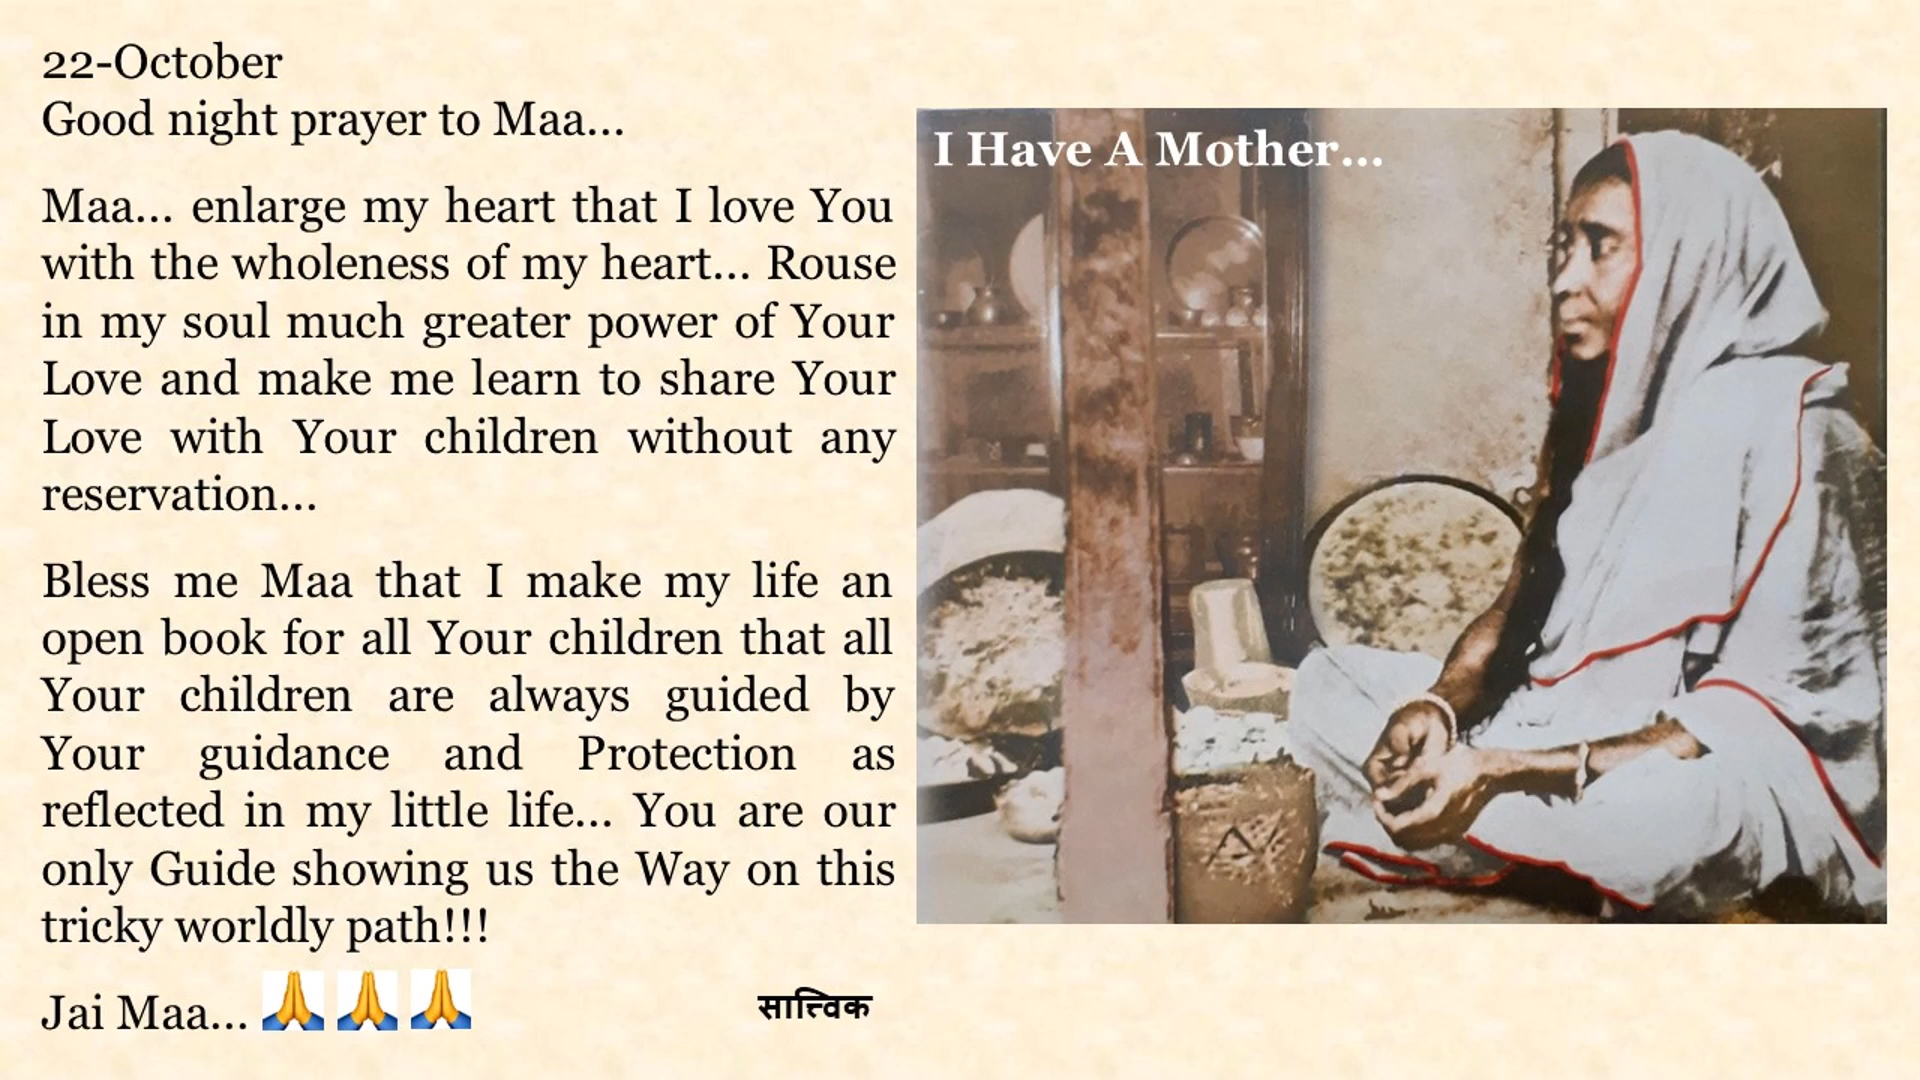 22-October
Good night prayer to Maa...
Maa... enlarge my heart that I love You
with the wholeness of my heart... Rouse
in my soul much greater power of Your
Love and make me learn to share Your
Love with Your children without any
reservation...
Bless me Maa that I make my life an
open book for all Your children that all
Your children are always guided by
Your guidance and Protection as
reflected in my little life... You are our
only Guide showing us the Way on this
tricky worldly path!!!
Jai Maa... 🙏 🙏 🙏
सात्त्विक
I Have A Mother...